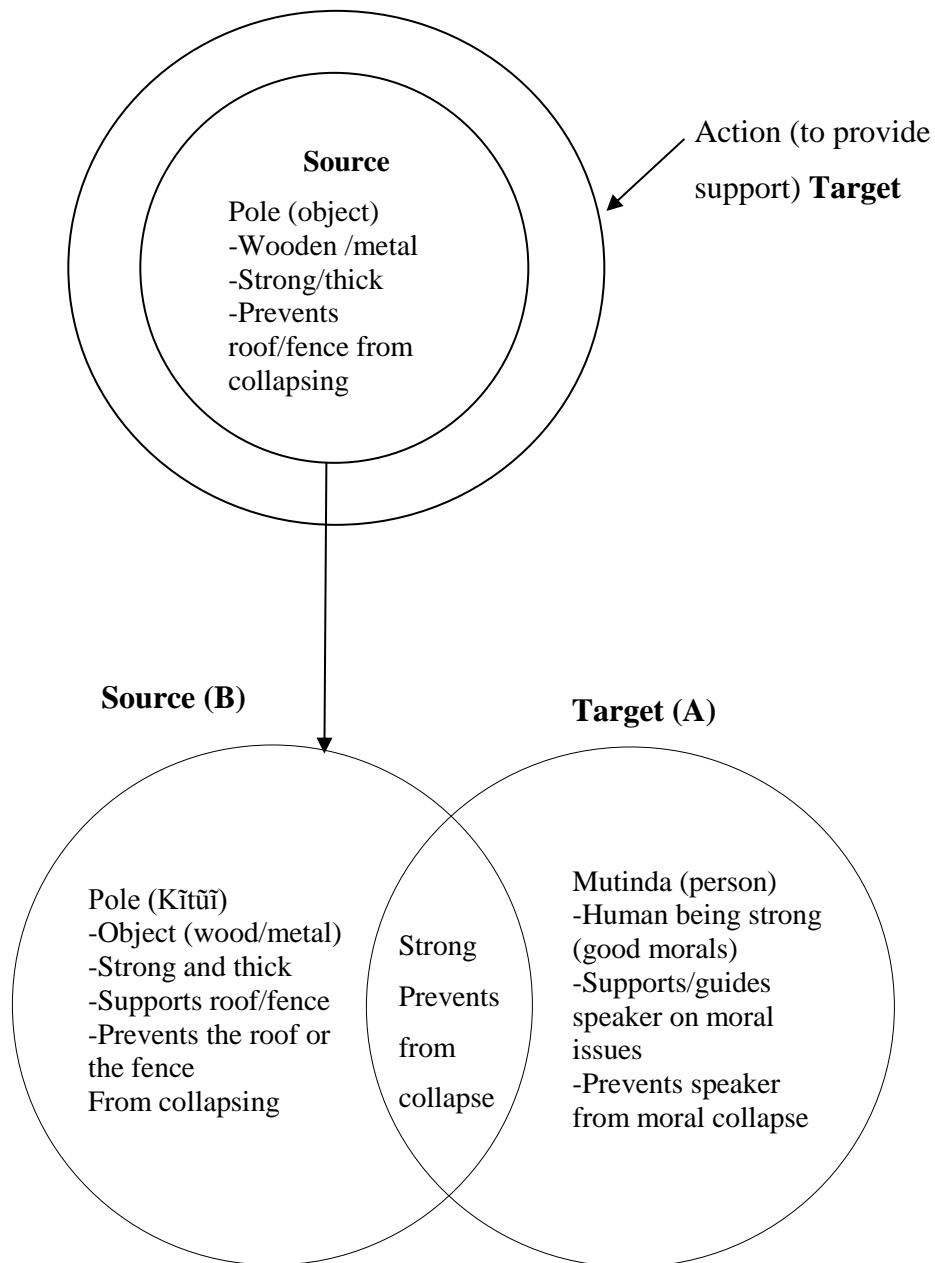 Source
Pole (object)
-Wooden /metal
-Strong/thick
-Prevents
roof/fence from
collapsing
Action (to provide
support) Target
Source (B)
Target (A)
Pole (Kĩtũĩ)
-Object (wood/metal)
-Strong and thick
-Supports roof/fence
-Prevents the roof or
the fence
From collapsing
Strong
Prevents
from
collapse
Mutinda (person)
-Human being strong
(good morals)
-Supports/guides
speaker on moral
issues
-Prevents speaker
from moral collapse